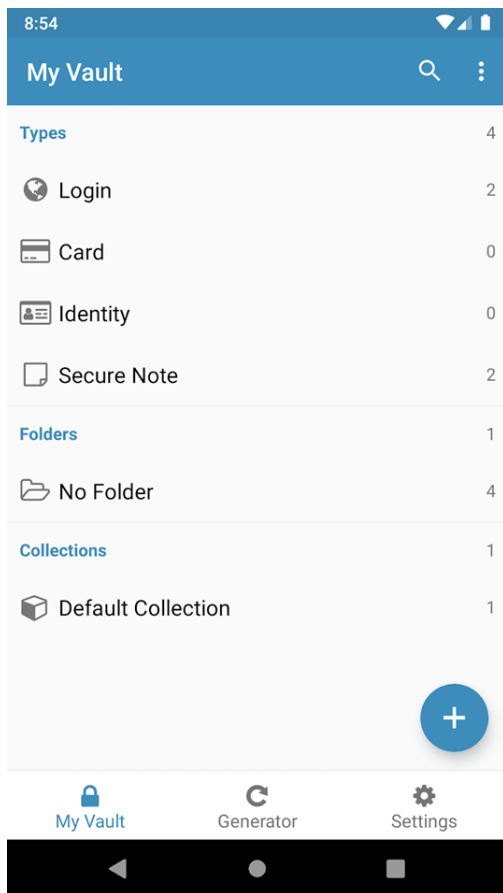 8:54
My Vault
Types 4
Login 2
Card 0
Identity 0
Secure Note 2
Folders 1
No Folder 4
Collections 1
Default Collection 1
My Vault Generator Settings